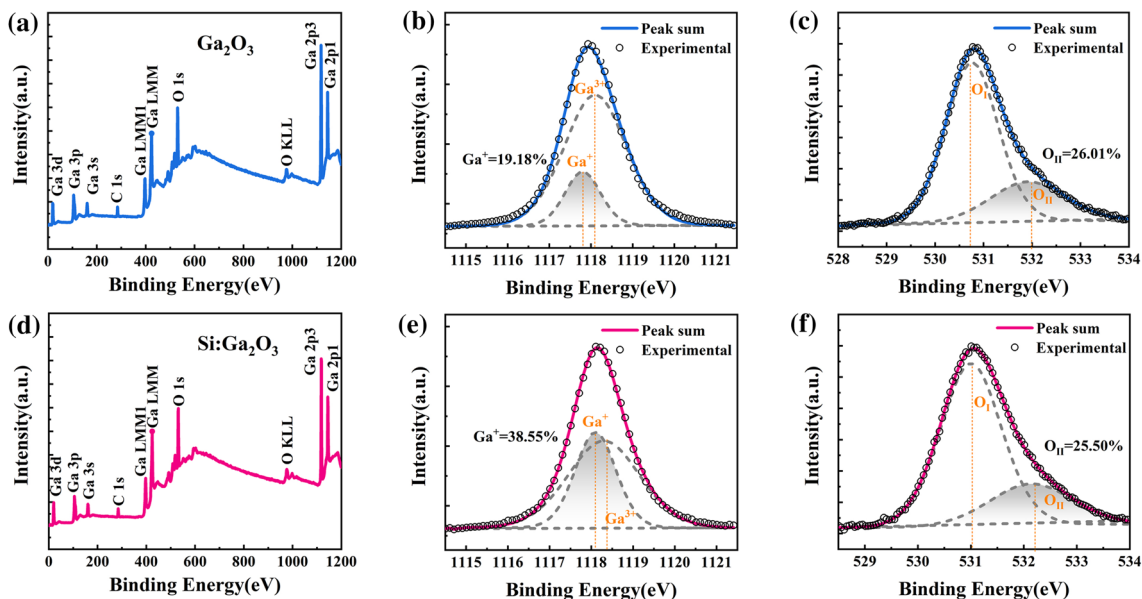 (a)
Ga₂O₃
Intensity(a.u.)
Ga 3d
Ga 3p
Ga 3s
C 1s
Ga LMM1
Ga LMM
O 1s
O KLL
Ga 2p3
Ga 2p1
0 200 400 600 800 1000 1200
Binding Energy(eV)
(b)
Peak sum
Experimental
Intensity(a.u.)
Ga³⁺
Ga⁺=19.18%
Ga⁺
1115 1116 1117 1118 1119 1120 1121
Binding Energy(eV)
(c)
Peak sum
Experimental
Intensity(a.u.)
O_I
O_II=26.01%
O_II
528 529 530 531 532 533 534
Binding Energy(eV)
(d)
Si:Ga₂O₃
Intensity(a.u.)
Ga 3d
Ga 3p
Ga 3s
C 1s
Ga LMM1
Ga LMM
O 1s
O KLL
Ga 2p3
Ga 2p1
0 200 400 600 800 1000 1200
Binding Energy(eV)
(e)
Peak sum
Experimental
Intensity(a.u.)
Ga⁺
Ga⁺=38.55%
Ga³⁺
1115 1116 1117 1118 1119 1120 1121
Binding Energy(eV)
(f)
Peak sum
Experimental
Intensity(a.u.)
O_I
O_II=25.50%
O_II
529 530 531 532 533 534
Binding Energy(eV)